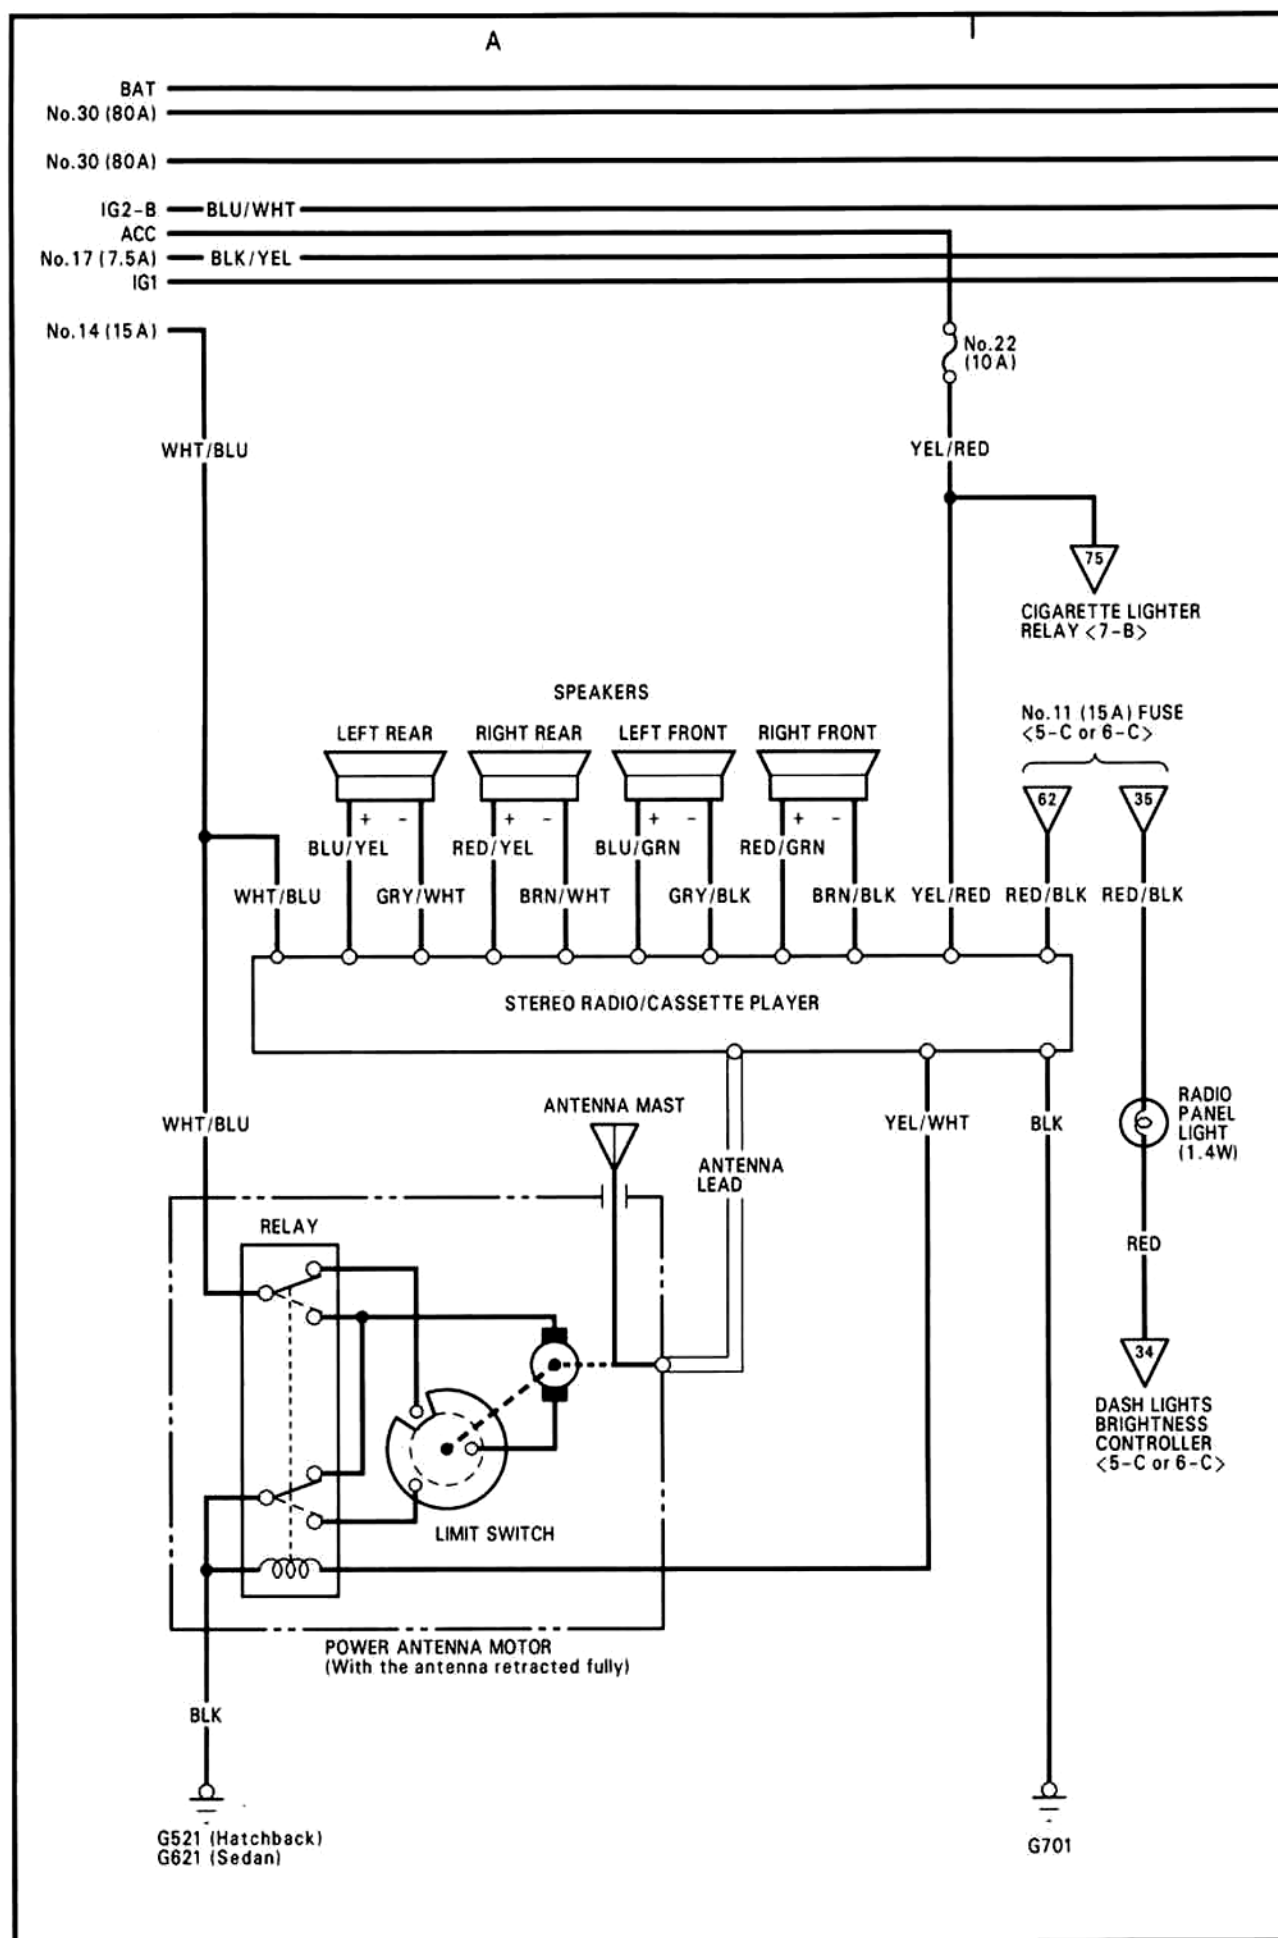 A
BAT
No.30 (80A)
No.30 (80A)
IG2-B BLU/WHT
ACC
No.17 (7.5A) BLK/YEL
IG1
No.14 (15A)
No.22
(10A)
WHT/BLU
YEL/RED
75
CIGARETTE LIGHTER
RELAY <7-B>
SPEAKERS
No.11 (15A) FUSE
<5-C or 6-C>
LEFT REAR RIGHT REAR LEFT FRONT RIGHT FRONT
62 35
+ - + - + - + -
BLU/YEL RED/YEL BLU/GRN RED/GRN
WHT/BLU GRY/WHT BRN/WHT GRY/BLK BRN/BLK YEL/RED RED/BLK RED/BLK
STEREO RADIO/CASSETTE PLAYER
ANTENNA MAST
WHT/BLU
YEL/WHT
BLK
RADIO
PANEL
LIGHT
(1.4W)
ANTENNA
LEAD
RELAY
RED
34
DASH LIGHTS
BRIGHTNESS
CONTROLLER
<5-C or 6-C>
LIMIT SWITCH
POWER ANTENNA MOTOR
(With the antenna retracted fully)
BLK
G521 (Hatchback)
G621 (Sedan)
G701